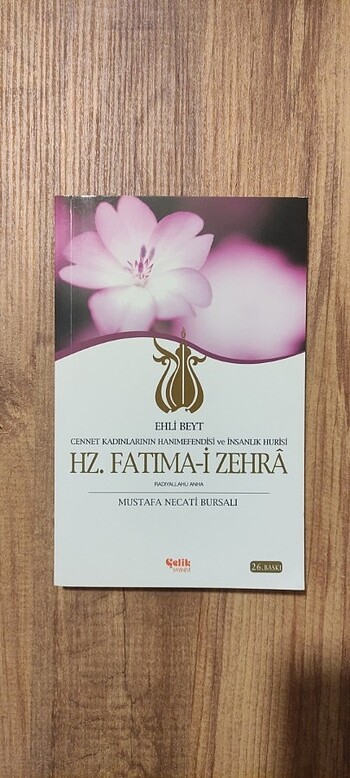 EHLİ BEYT
CENNET KADINLARININ HANIMEFENDİSİ ve İNSANLIK HURİSİ
HZ. FATIMA-İ ZEHRÂ
RADIYALLAHU ANHA
MUSTAFA NECATİ BURSALI
Çelik
YAYINEVİ
26. BASKI